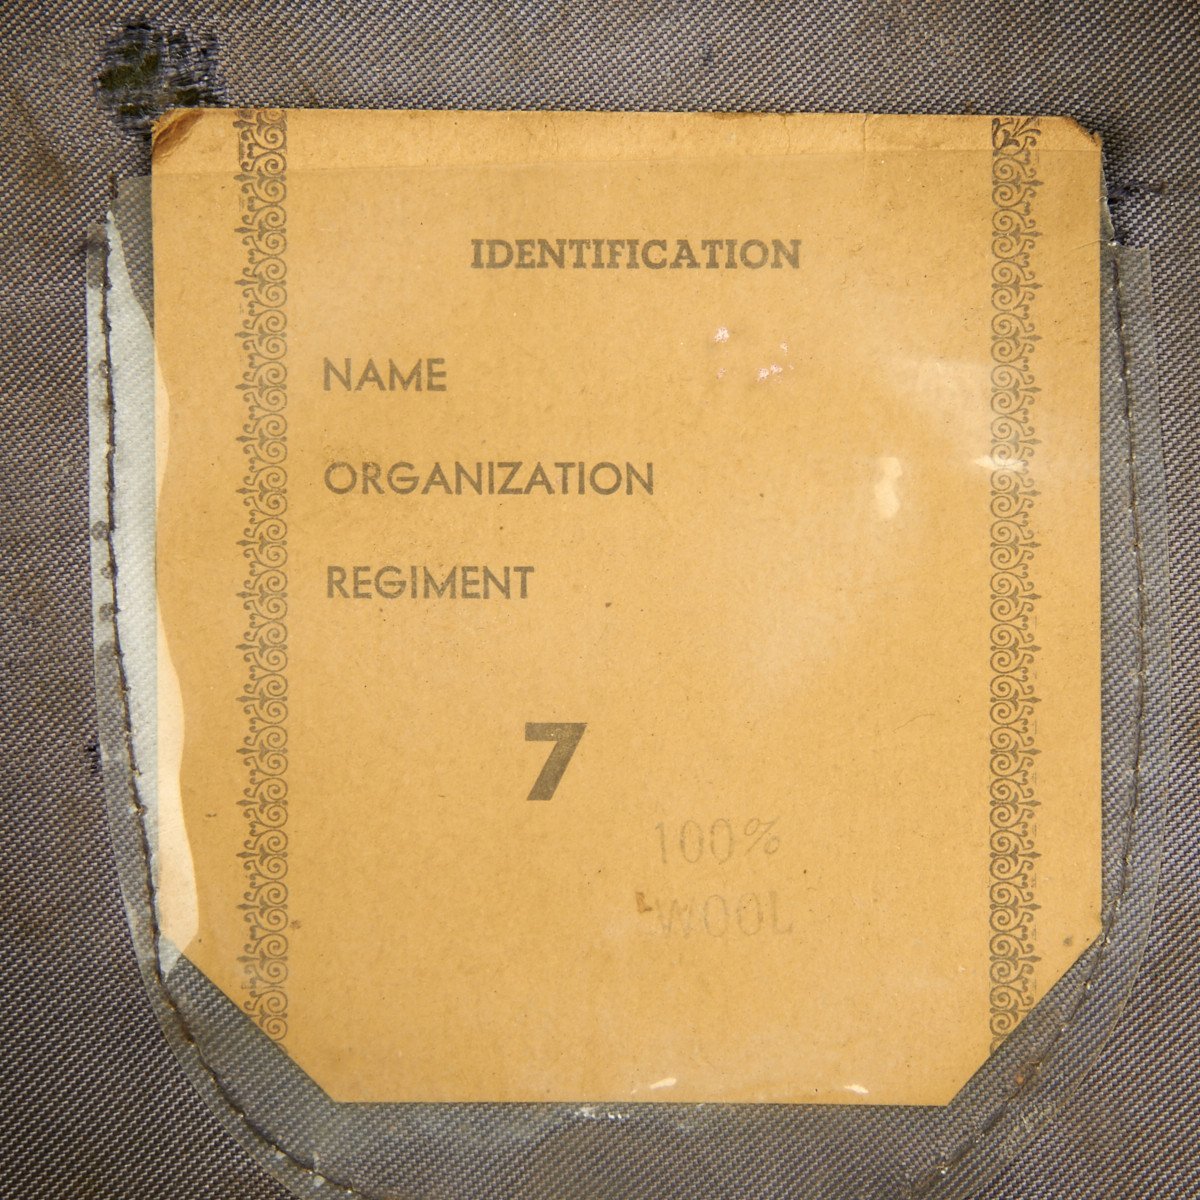 IDENTIFICATION
NAME
ORGANIZATION
REGIMENT
7
100%
WOOL